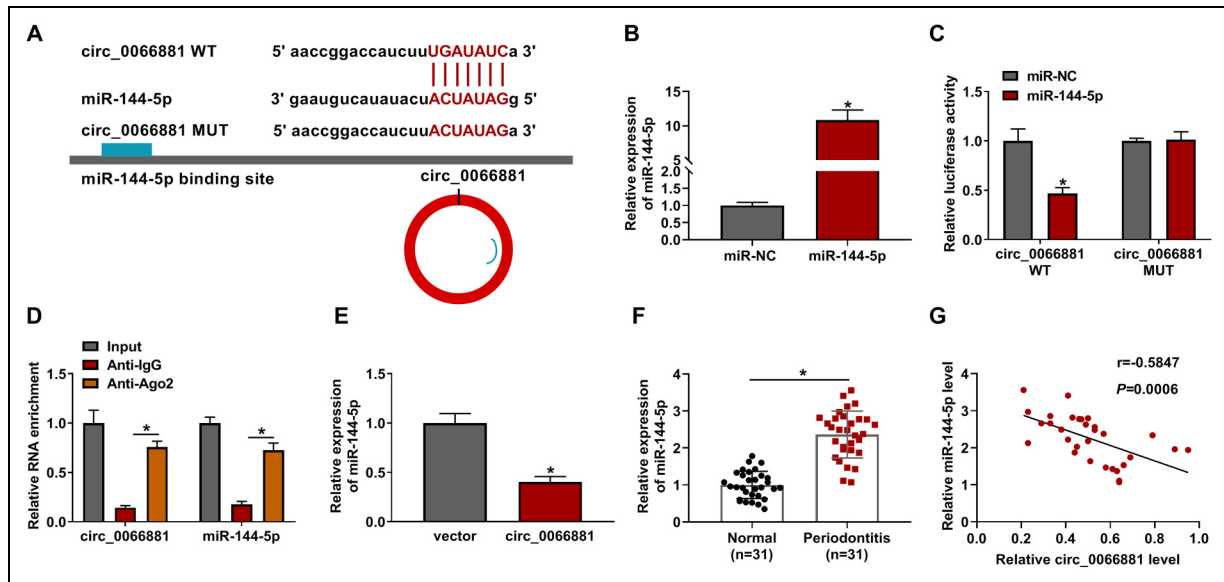 A
circ_0066881 WT 5' aaccggaccaucuuUGAUAUCa 3'
miR-144-5p 3' gaaugucauauacuACUAUAGg 5'
circ_0066881 MUT 5' aaccggaccaucuuACUAUAGa 3'
miR-144-5p binding site
circ_0066881
B
Relative expression
of miR-144-5p
15
10
5
2.0
1.5
1.0
0.5
0.0
*
miR-NC miR-144-5p
C
miR-NC
miR-144-5p
Relative luciferase activity
1.5
1.0
0.5
0.0
*
circ_0066881 circ_0066881
WT MUT
D
Input
Anti-IgG
Anti-Ago2
Relative RNA enrichment
1.5
1.0
0.5
0.0
* *
circ_0066881 miR-144-5p
E
Relative expression
of miR-144-5p
1.5
1.0
0.5
0.0
*
vector circ_0066881
F
Relative expression
of miR-144-5p
4
3
2
1
0
*
Normal Periodontitis
(n=31) (n=31)
G
r=-0.5847
P=0.0006
Relative miR-144-5p level
4
3
2
1
0
0.0 0.2 0.4 0.6 0.8 1.0
Relative circ_0066881 level